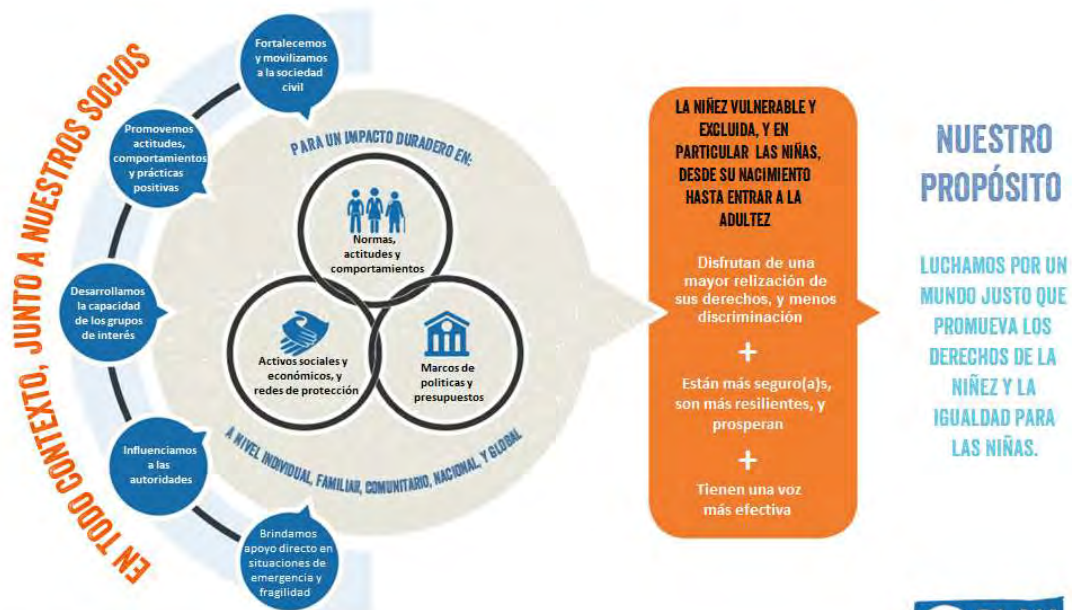 EN TODO CONTEXTO, JUNTO A NUESTROS SOCIOS
Fortalecemos
y movilizamos
a la sociedad
civil
Promovemos
actitudes,
comportamientos
y prácticas
positivas
Desarrollamos
la capacidad
de los grupos
de interés
Influenciamos
a las
autoridades
Brindamos
apoyo directo en
situaciones de
emergencia y
fragilidad
PARA UN IMPACTO DURADERO EN:
Normas,
actitudes y
comportamientos
Activos sociales y
económicos, y
redes de protección
Marcos de
politicas y
presupuestos
A NIVEL INDIVIDUAL, FAMILIAR, COMUNITARIO, NACIONAL, Y GLOBAL
LA NIÑEZ VULNERABLE Y
EXCLUIDA, Y EN
PARTICULAR LAS NIÑAS,
DESDE SU NACIMIENTO
HASTA ENTRAR A LA
ADULTEZ
Disfrutan de una
mayor relización de
sus derechos, y menos
discriminación
+
Están más seguro(a)s,
son más resilientes, y
prosperan
+
Tienen una voz
más efectiva
NUESTRO
PROPÓSITO
LUCHAMOS POR UN
MUNDO JUSTO QUE
PROMUEVA LOS
DERECHOS DE LA
NIÑEZ Y LA
IGUALDAD PARA
LAS NIÑAS.